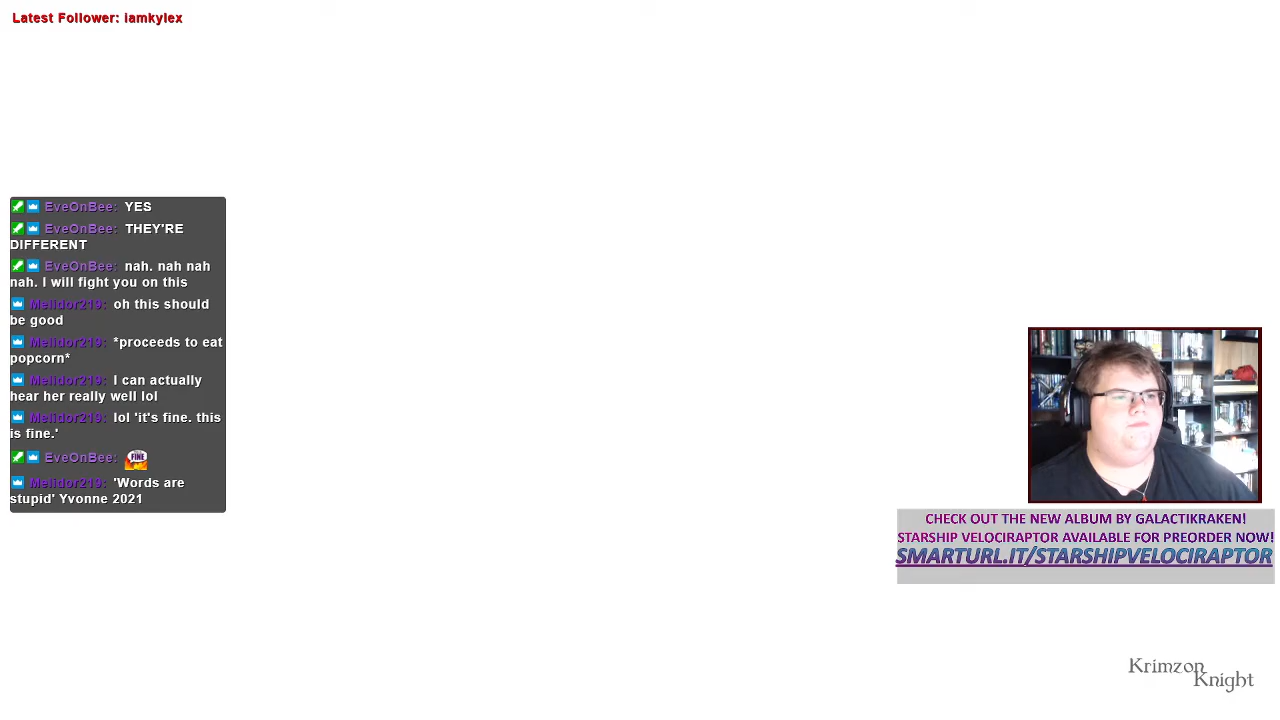 Latest Follower: iamkylex
EveOnBee: YES
EveOnBee: THEY'RE
DIFFERENT
EveOnBee: nah. nah nah
nah. I will fight you on this
Melidor219: oh this should
be good
Melidor219: *proceeds to eat
popcorn*
Melidor219: I can actually
hear her really well lol
Melidor219: lol 'it's fine. this
is fine.'
EveOnBee: FINE
Melidor219: 'Words are
stupid' Yvonne 2021
CHECK OUT THE NEW ALBUM BY GALACTIKRAKEN!
STARSHIP VELOCIRAPTOR AVAILABLE FOR PREORDER NOW!
SMARTURL.IT/STARSHIPVELOCIRAPTOR
Krimzon
Knight